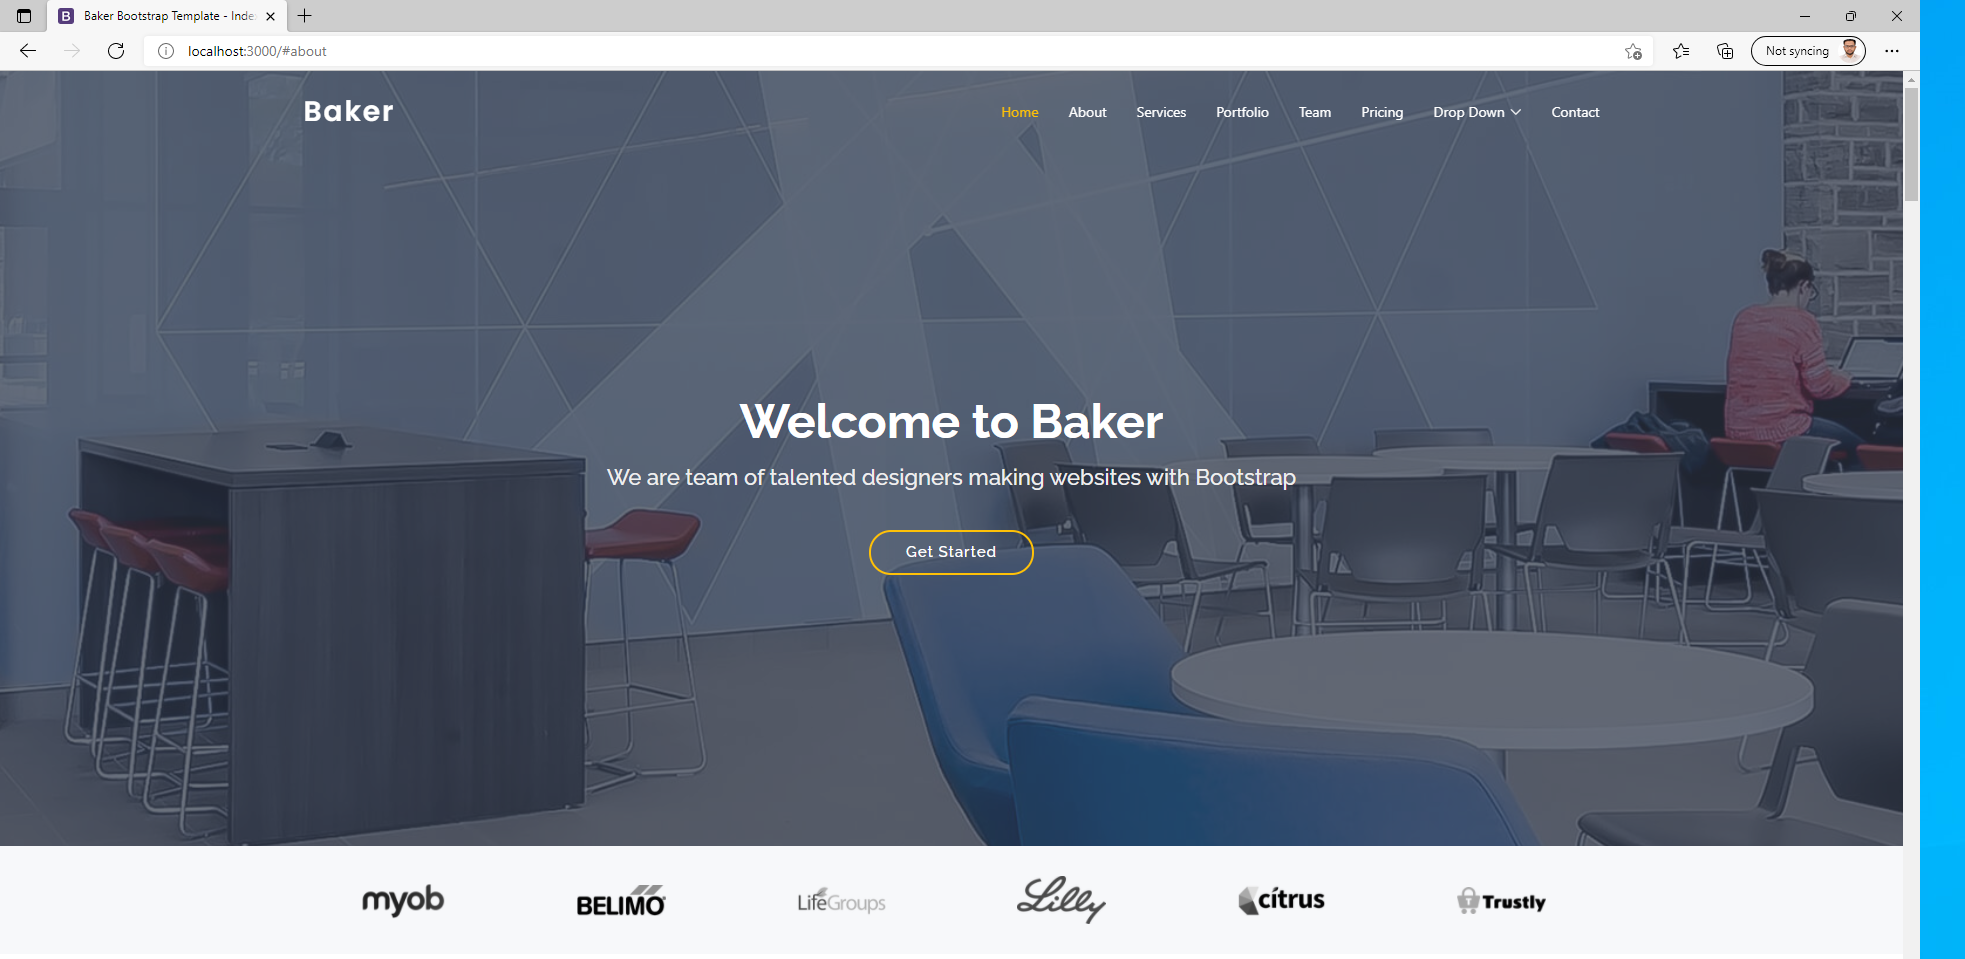 Baker Bootstrap Template - Inde
localhost:3000/#about
Not syncing
Baker
Home About Services Portfolio Team Pricing Drop Down Contact
Welcome to Baker
We are team of talented designers making websites with Bootstrap
Get Started
myob BELIMO LifeGroups Lilly citrus Trustly